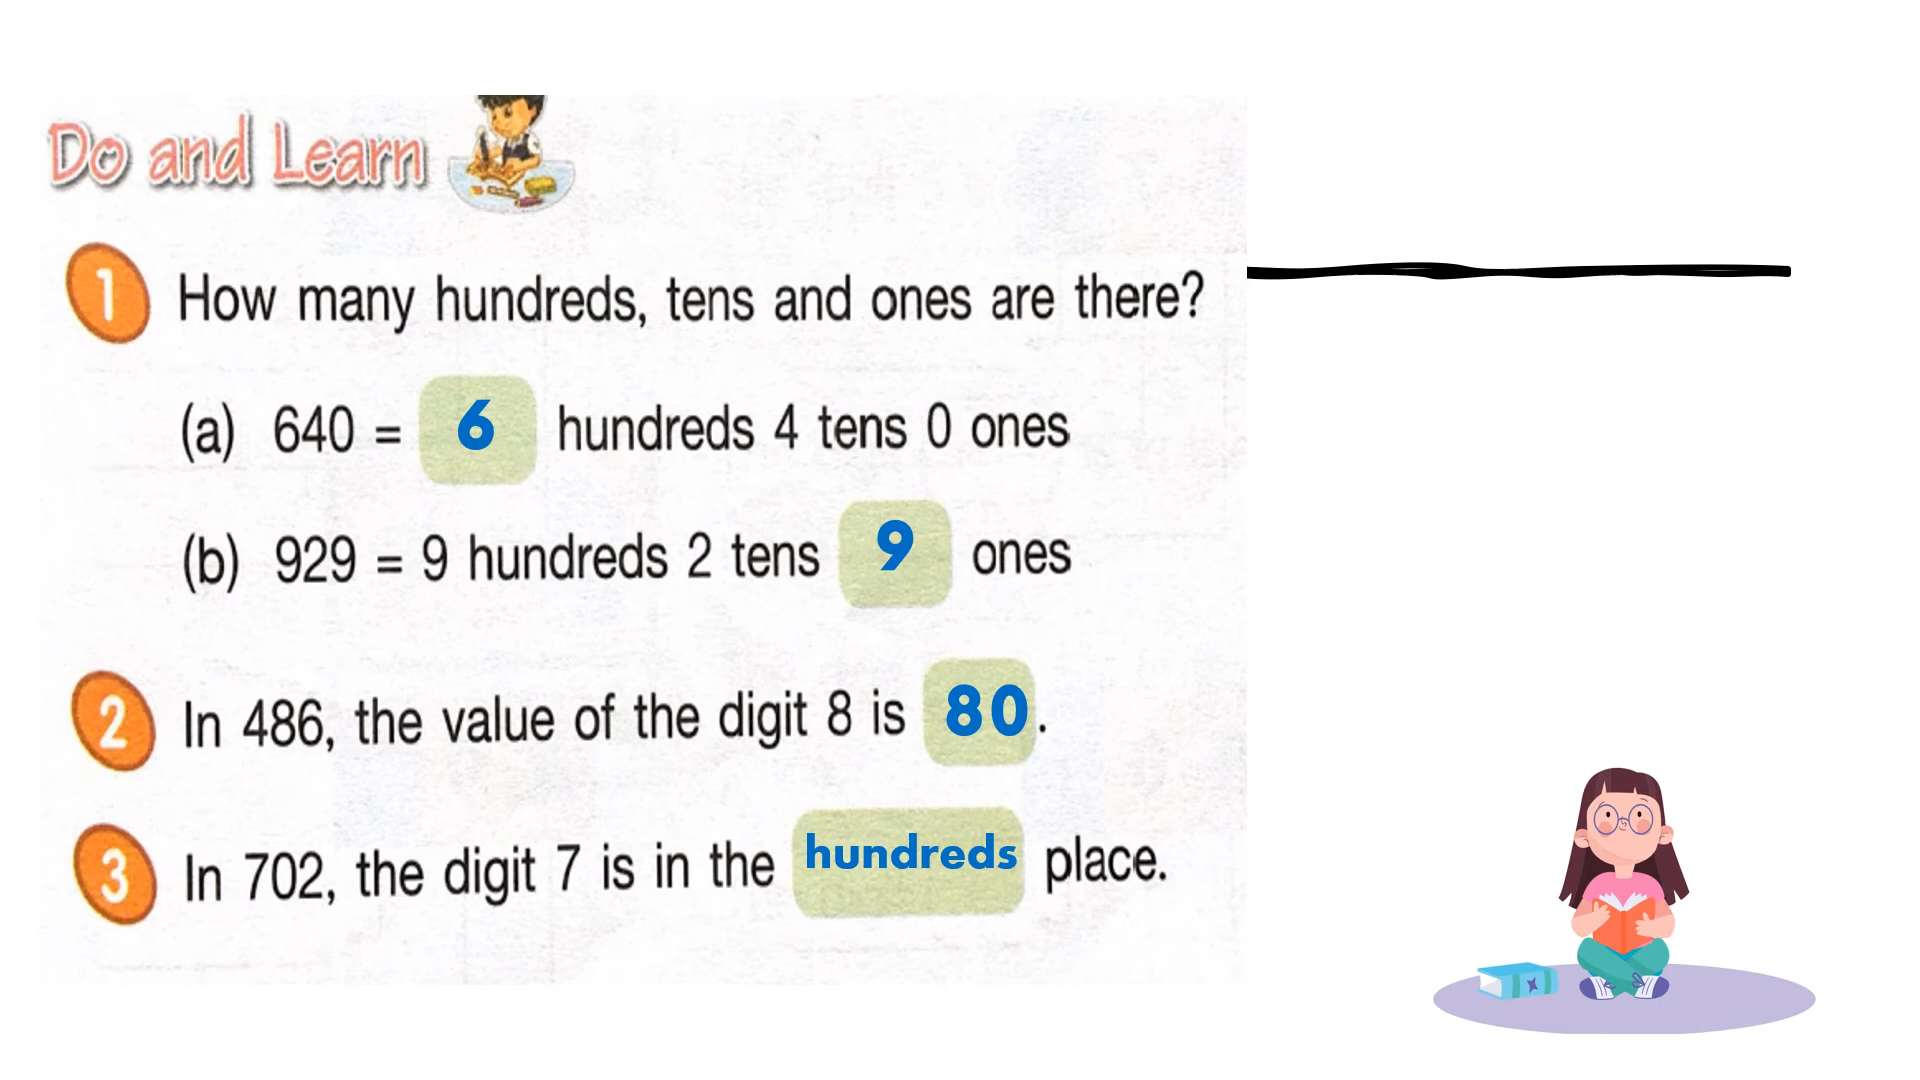 Do and Learn
1 How many hundreds, tens and ones are there?
(a) 640 = 6 hundreds 4 tens 0 ones
(b) 929 = 9 hundreds 2 tens 9 ones
2 In 486, the value of the digit 8 is 80.
3 In 702, the digit 7 is in the hundreds place.